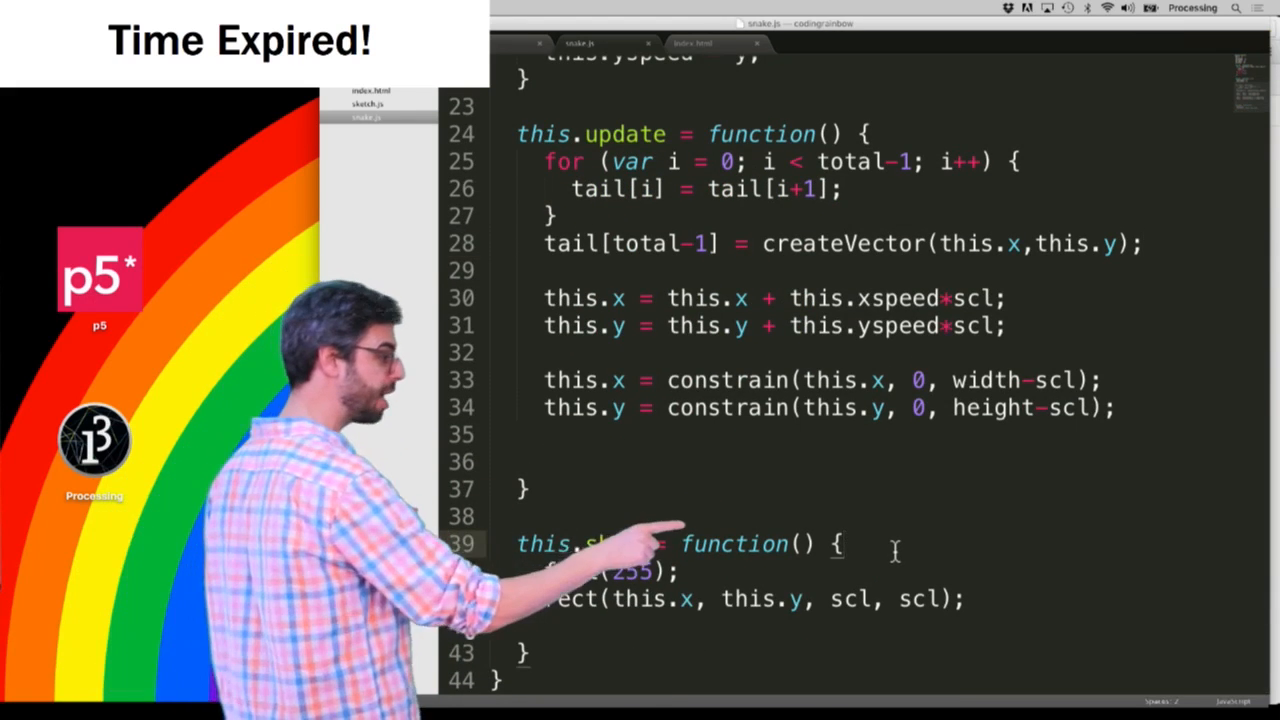 Time Expired!
Processing
snake.js — codingrainbow
snake.js
index.html
index.html
sketch.js
snake.js
this.yspeed = y;
}
23
24 this.update = function() {
25 for (var i = 0; i < total-1; i++) {
26 tail[i] = tail[i+1];
27 }
28 tail[total-1] = createVector(this.x,this.y);
29
30 this.x = this.x + this.xspeed*scl;
31 this.y = this.y + this.yspeed*scl;
32
33 this.x = constrain(this.x, 0, width-scl);
34 this.y = constrain(this.y, 0, height-scl);
35
36
37 }
38
39 this. = function() {
(255);
rect(this.x, this.y, scl, scl);
43 }
44 }
p5*
p5
Processing
Spaces: 2
JavaScript